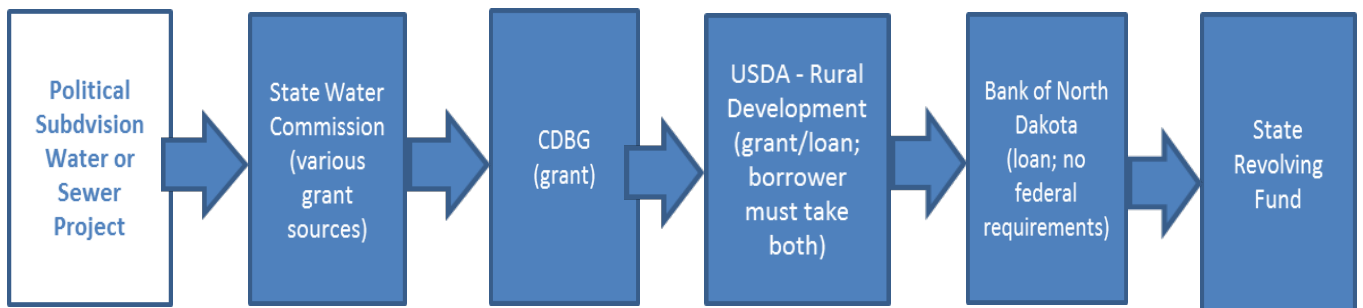 Political
Subdvision
Water or
Sewer
Project
State Water
Commission
(various
grant
sources)
CDBG
(grant)
USDA - Rural
Development
(grant/loan;
borrower
must take
both)
Bank of North
Dakota
(loan; no
federal
requirements)
State
Revolving
Fund